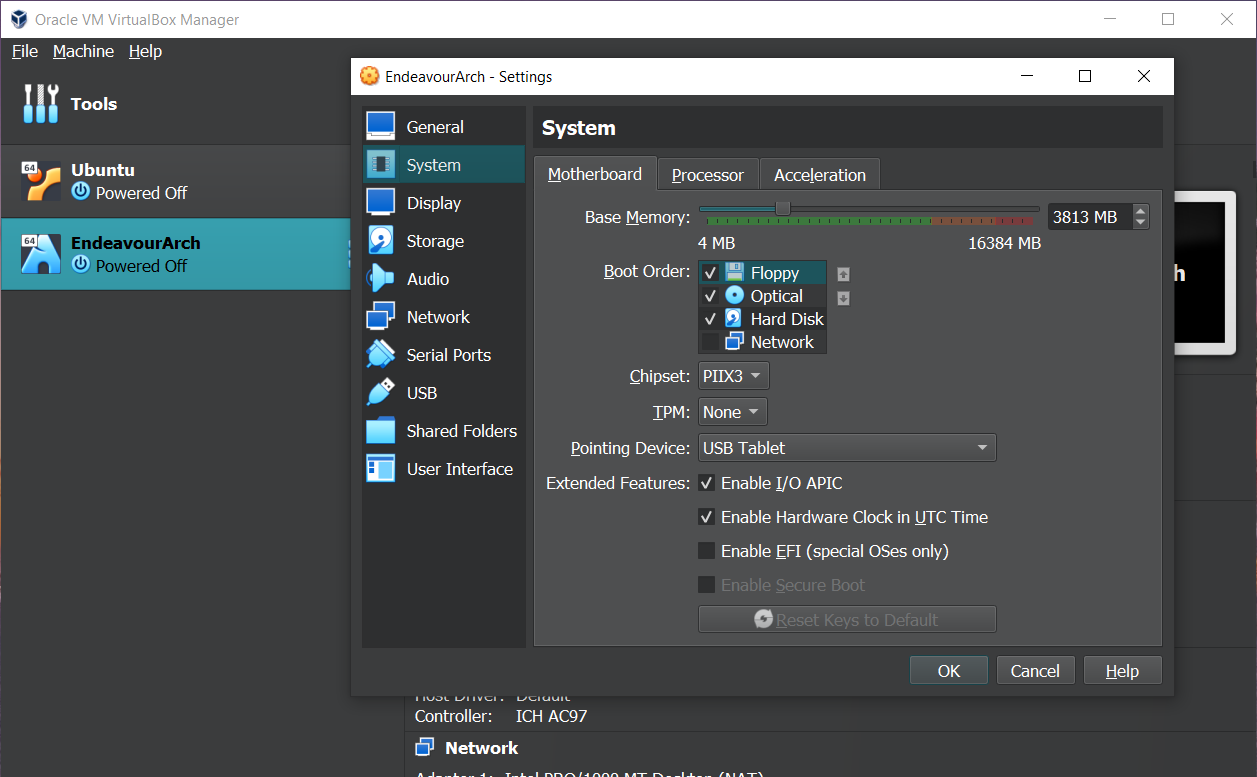 Oracle VM VirtualBox Manager
File Machine Help
Tools
64
Ubuntu
Powered Off
64
EndeavourArch
Powered Off
EndeavourArch - Settings
General
System
Display
Storage
Audio
Network
Serial Ports
USB
Shared Folders
User Interface
System
Motherboard Processor Acceleration
Base Memory: 3813 MB
4 MB 16384 MB
Boot Order: Floppy
Optical
Hard Disk
Network
Chipset: PIIX3
TPM: None
Pointing Device: USB Tablet
Extended Features: Enable I/O APIC
Enable Hardware Clock in UTC Time
Enable EFI (special OSes only)
Enable Secure Boot
Reset Keys to Default
OK Cancel Help
h
Host Driver: Default
Controller: ICH AC97
Network
Adapter 1: Intel PRO/1000 MT Desktop (NAT)